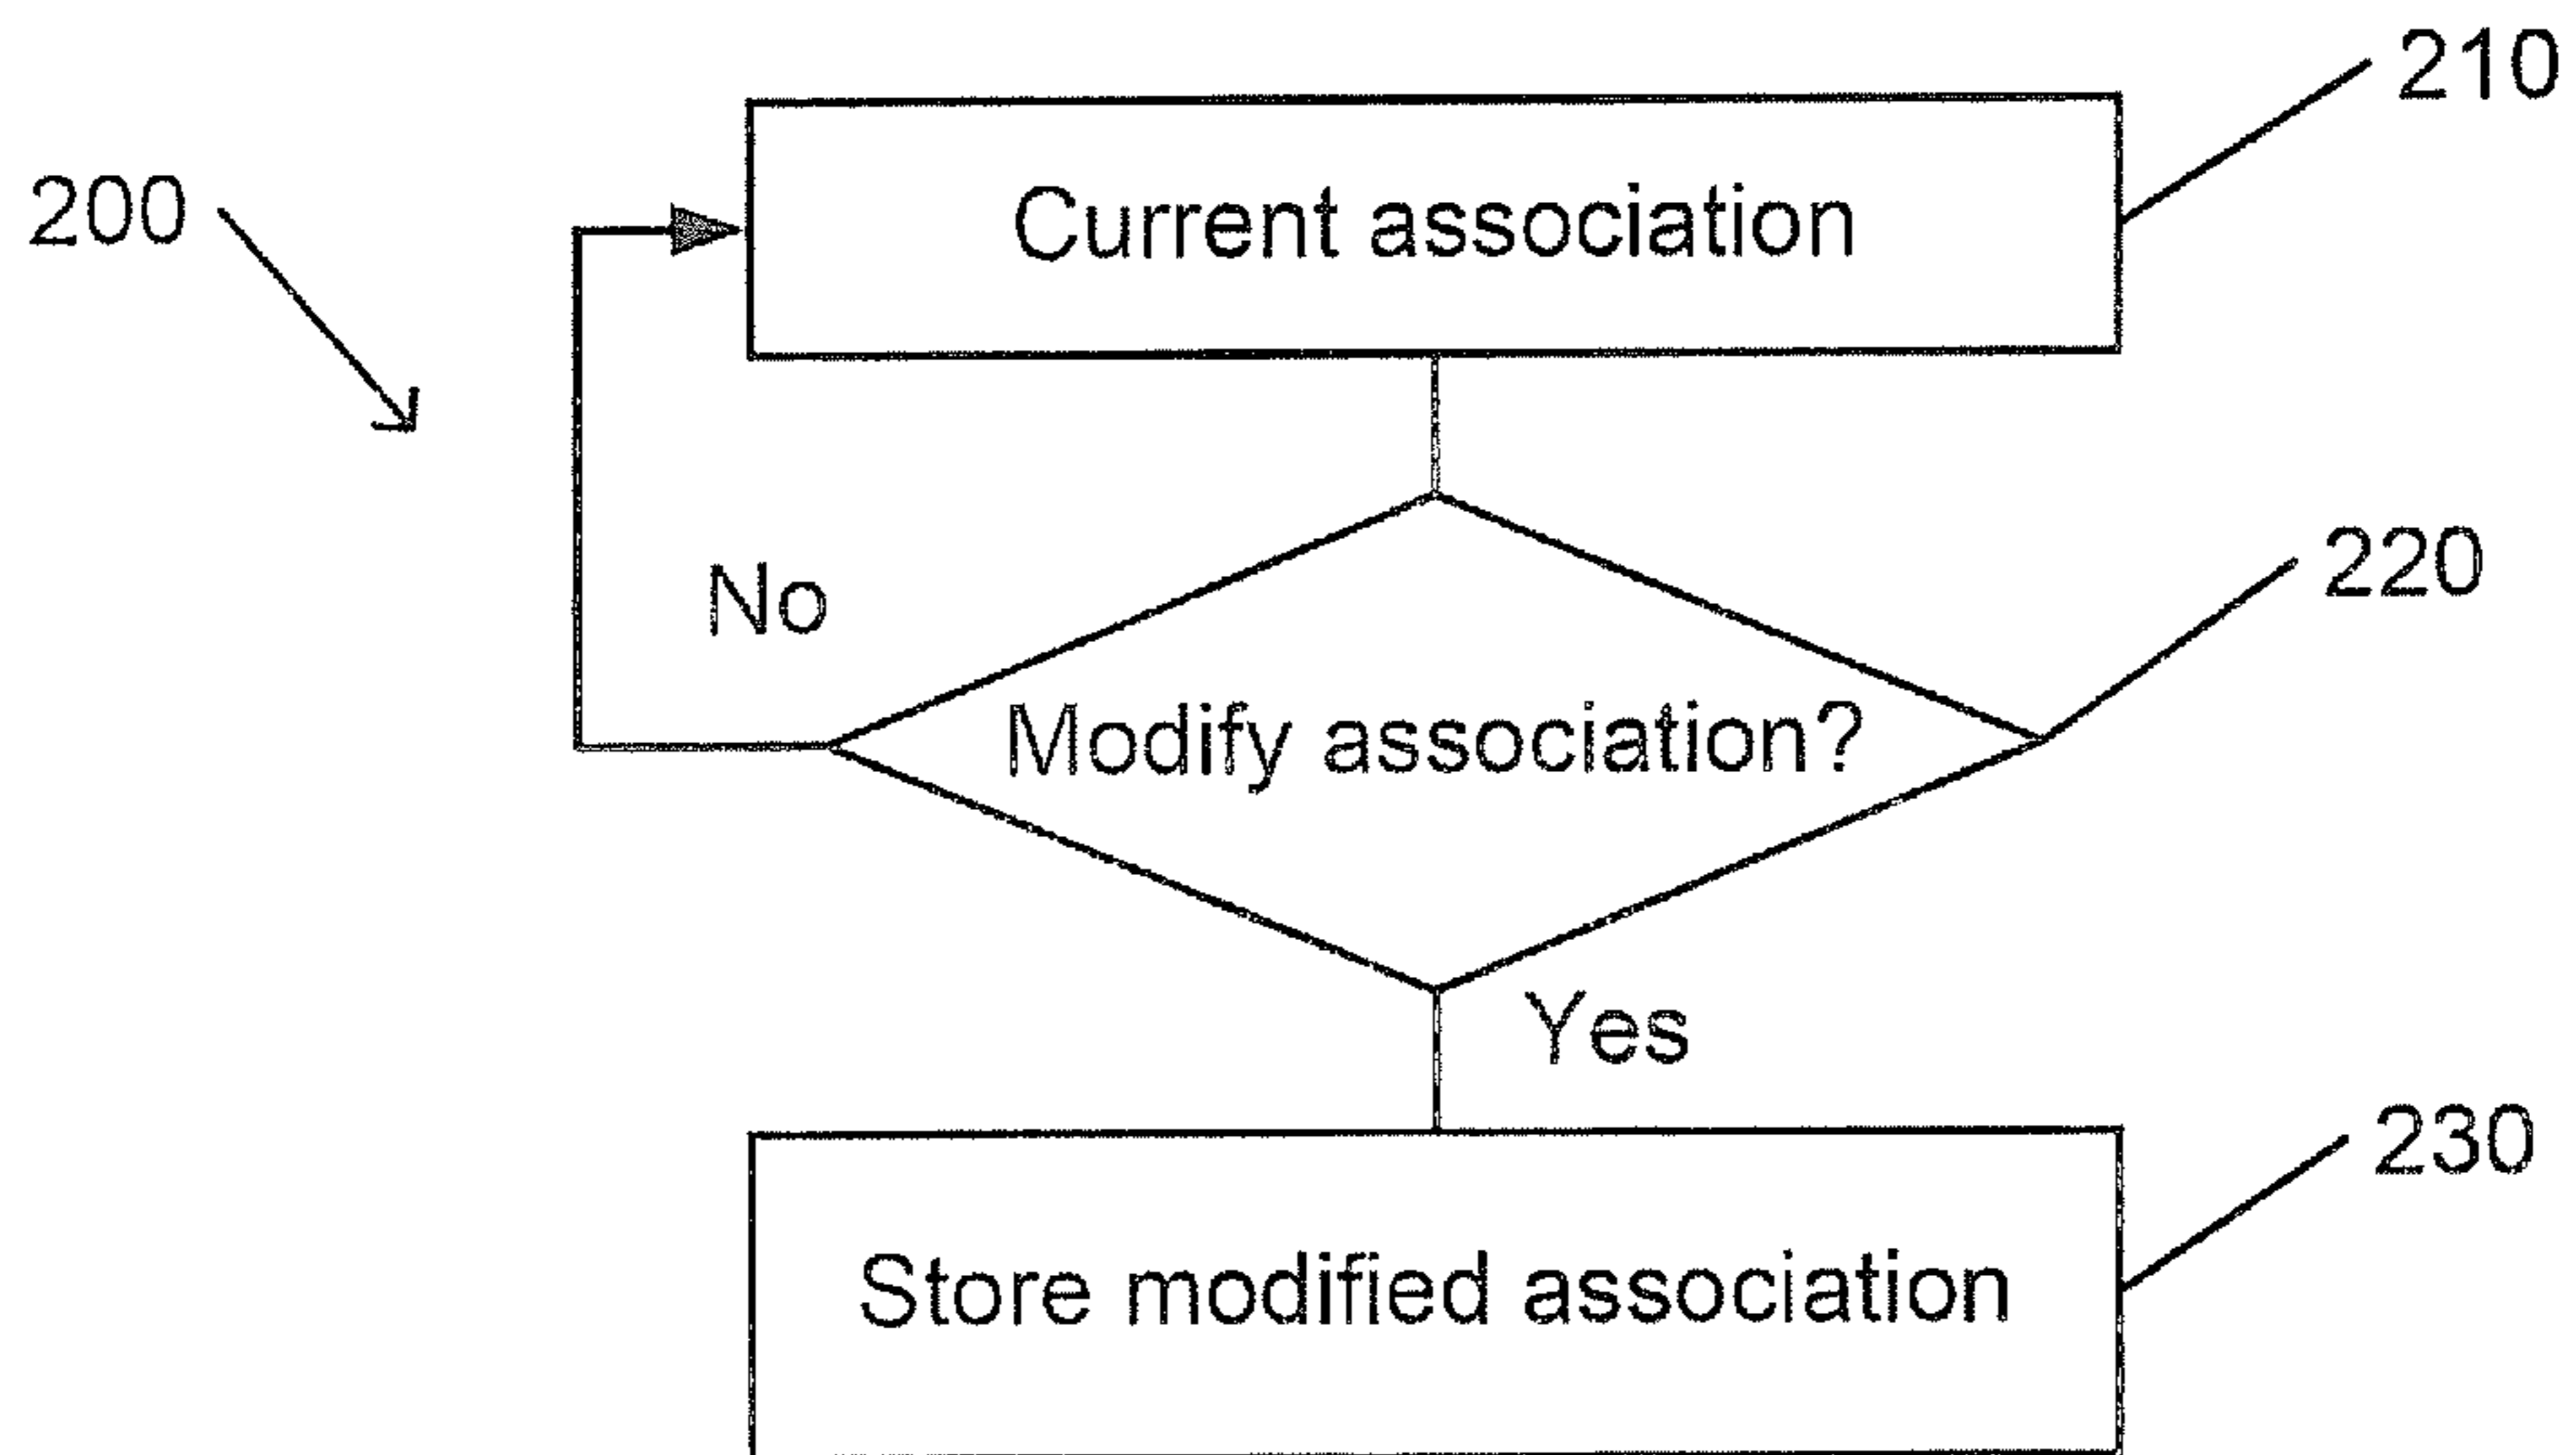 210
200
Current association
220
No
Modify association?
Yes
230
Store modified association